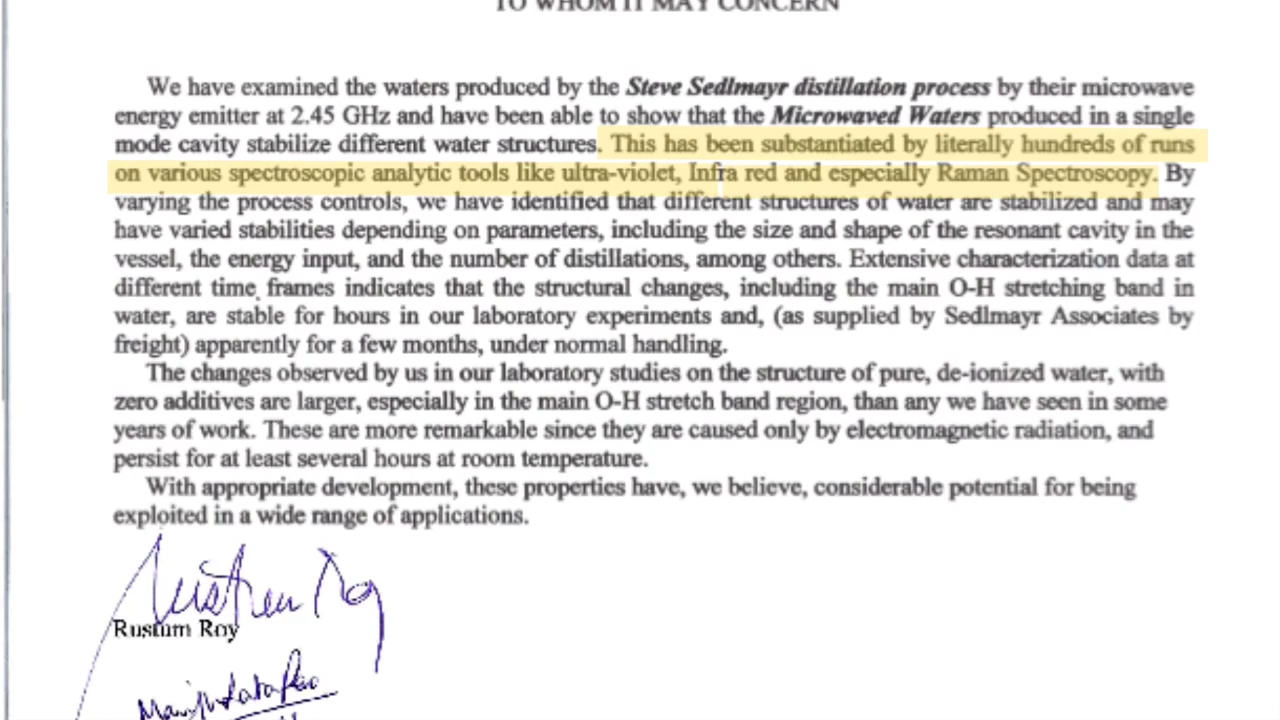 TO WHOM IT MAY CONCERN
We have examined the waters produced by the Steve Sedlmayr distillation process by their microwave
energy emitter at 2.45 GHz and have been able to show that the Microwaved Waters produced in a single
mode cavity stabilize different water structures. This has been substantiated by literally hundreds of runs
on various spectroscopic analytic tools like ultra-violet, Infra red and especially Raman Spectroscopy. By
varying the process controls, we have identified that different structures of water are stabilized and may
have varied stabilities depending on parameters, including the size and shape of the resonant cavity in the
vessel, the energy input, and the number of distillations, among others. Extensive characterization data at
different time frames indicates that the structural changes, including the main O-H stretching band in
water, are stable for hours in our laboratory experiments and, (as supplied by Sedlmayr Associates by
freight) apparently for a few months, under normal handling.
The changes observed by us in our laboratory studies on the structure of pure, de-ionized water, with
zero additives are larger, especially in the main O-H stretch band region, than any we have seen in some
years of work. These are more remarkable since they are caused only by electromagnetic radiation, and
persist for at least several hours at room temperature.
With appropriate development, these properties have, we believe, considerable potential for being
exploited in a wide range of applications.
Rustum Roy
Rustum Roy